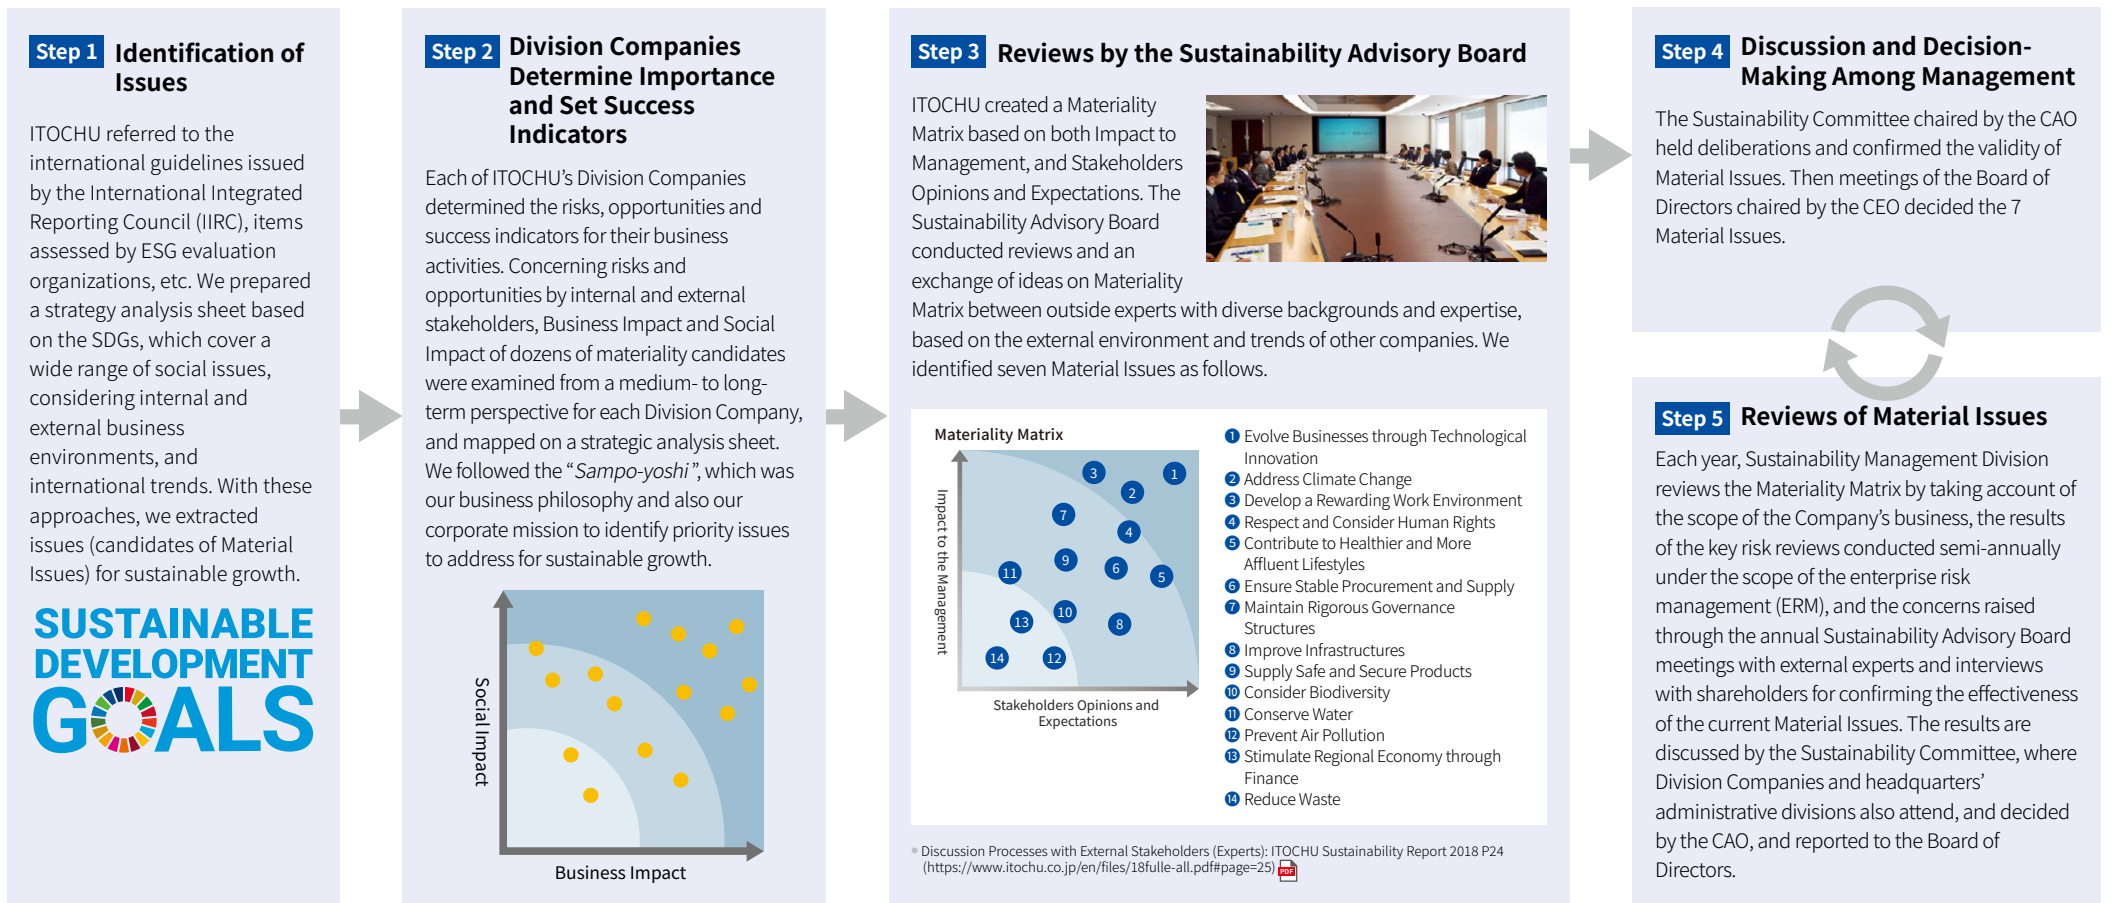 Step 1 Identification of
Issues
ITOCHU referred to the
international guidelines issued
by the International Integrated
Reporting Council (IIRC), items
assessed by ESG evaluation
organizations, etc. We prepared
a strategy analysis sheet based
on the SDGs, which cover a
wide range of social issues,
considering internal and
external business
environments, and
international trends. With these
approaches, we extracted
issues (candidates of Material
Issues) for sustainable growth.
SUSTAINABLE
DEVELOPMENT
GOALS
Step 2 Division Companies
Determine Importance
and Set Success
Indicators
Each of ITOCHU’s Division Companies
determined the risks, opportunities and
success indicators for their business
activities. Concerning risks and
opportunities by internal and external
stakeholders, Business Impact and Social
Impact of dozens of materiality candidates
were examined from a medium- to long-
term perspective for each Division Company,
and mapped on a strategic analysis sheet.
We followed the “Sampo-yoshi”, which was
our business philosophy and also our
corporate mission to identify priority issues
to address for sustainable growth.
Social Impact
Business Impact
Step 3 Reviews by the Sustainability Advisory Board
ITOCHU created a Materiality
Matrix based on both Impact to
Management, and Stakeholders
Opinions and Expectations. The
Sustainability Advisory Board
conducted reviews and an
exchange of ideas on Materiality
Matrix between outside experts with diverse backgrounds and expertise,
based on the external environment and trends of other companies. We
identified seven Material Issues as follows.
Materiality Matrix
Impact to the Management
3
1
2
7
4
9
6
5
11
10
13
8
14
12
Stakeholders Opinions and
Expectations
1 Evolve Businesses through Technological
Innovation
2 Address Climate Change
3 Develop a Rewarding Work Environment
4 Respect and Consider Human Rights
5 Contribute to Healthier and More
Affluent Lifestyles
6 Ensure Stable Procurement and Supply
7 Maintain Rigorous Governance
Structures
8 Improve Infrastructures
9 Supply Safe and Secure Products
10 Consider Biodiversity
11 Conserve Water
12 Prevent Air Pollution
13 Stimulate Regional Economy through
Finance
14 Reduce Waste
● Discussion Processes with External Stakeholders (Experts): ITOCHU Sustainability Report 2018 P24
(https://www.itochu.co.jp/en/files/18fulle-all.pdf#page=25) PDF
Step 4 Discussion and Decision-
Making Among Management
The Sustainability Committee chaired by the CAO
held deliberations and confirmed the validity of
Material Issues. Then meetings of the Board of
Directors chaired by the CEO decided the 7
Material Issues.
Step 5 Reviews of Material Issues
Each year, Sustainability Management Division
reviews the Materiality Matrix by taking account of
the scope of the Company’s business, the results
of the key risk reviews conducted semi-annually
under the scope of the enterprise risk
management (ERM), and the concerns raised
through the annual Sustainability Advisory Board
meetings with external experts and interviews
with shareholders for confirming the effectiveness
of the current Material Issues. The results are
discussed by the Sustainability Committee, where
Division Companies and headquarters’
administrative divisions also attend, and decided
by the CAO, and reported to the Board of
Directors.